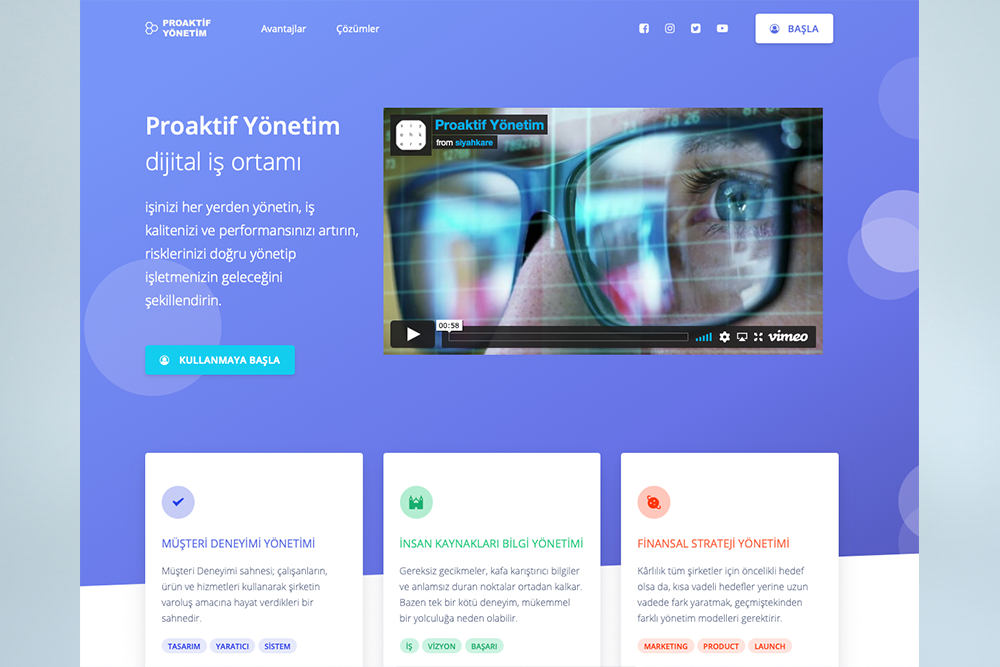 PROAKTİF
YÖNETİM
Avantajlar
Çözümler
BAŞLA
Proaktif Yönetim
dijital iş ortamı
işinizi her yerden yönetin, iş
kalitenizi ve performansınızı artırın,
risklerinizi doğru yönetip
işletmenizin geleceğini
şekillendirin.
KULLANMAYA BAŞLA
Proaktif Yönetim
from siyahkare
78 26
00:58
vimeo
MÜŞTERİ DENEYİMİ YÖNETİMİ
Müşteri Deneyimi sahnesi; çalışanların,
ürün ve hizmetleri kullanarak şirketin
varoluş amacına hayat verdikleri bir
sahnedir.
TASARIM YARATICI SİSTEM
İNSAN KAYNAKLARI BİLGİ YÖNETİMİ
Gereksiz gecikmeler, kafa karıştırıcı bilgiler
ve anlamsız duran noktalar ortadan kalkar.
Bazen tek bir kötü deneyim, mükemmel
bir yolculuğa neden olabilir.
İŞ VİZYON BAŞARI
FİNANSAL STRATEJİ YÖNETİMİ
Kârlılık tüm şirketler için öncelikli hedef
olsa da, kısa vadeli hedefler yerine uzun
vadede fark yaratmak, geçmiştekinden
farklı yönetim modelleri gerektirir.
MARKETING PRODUCT LAUNCH